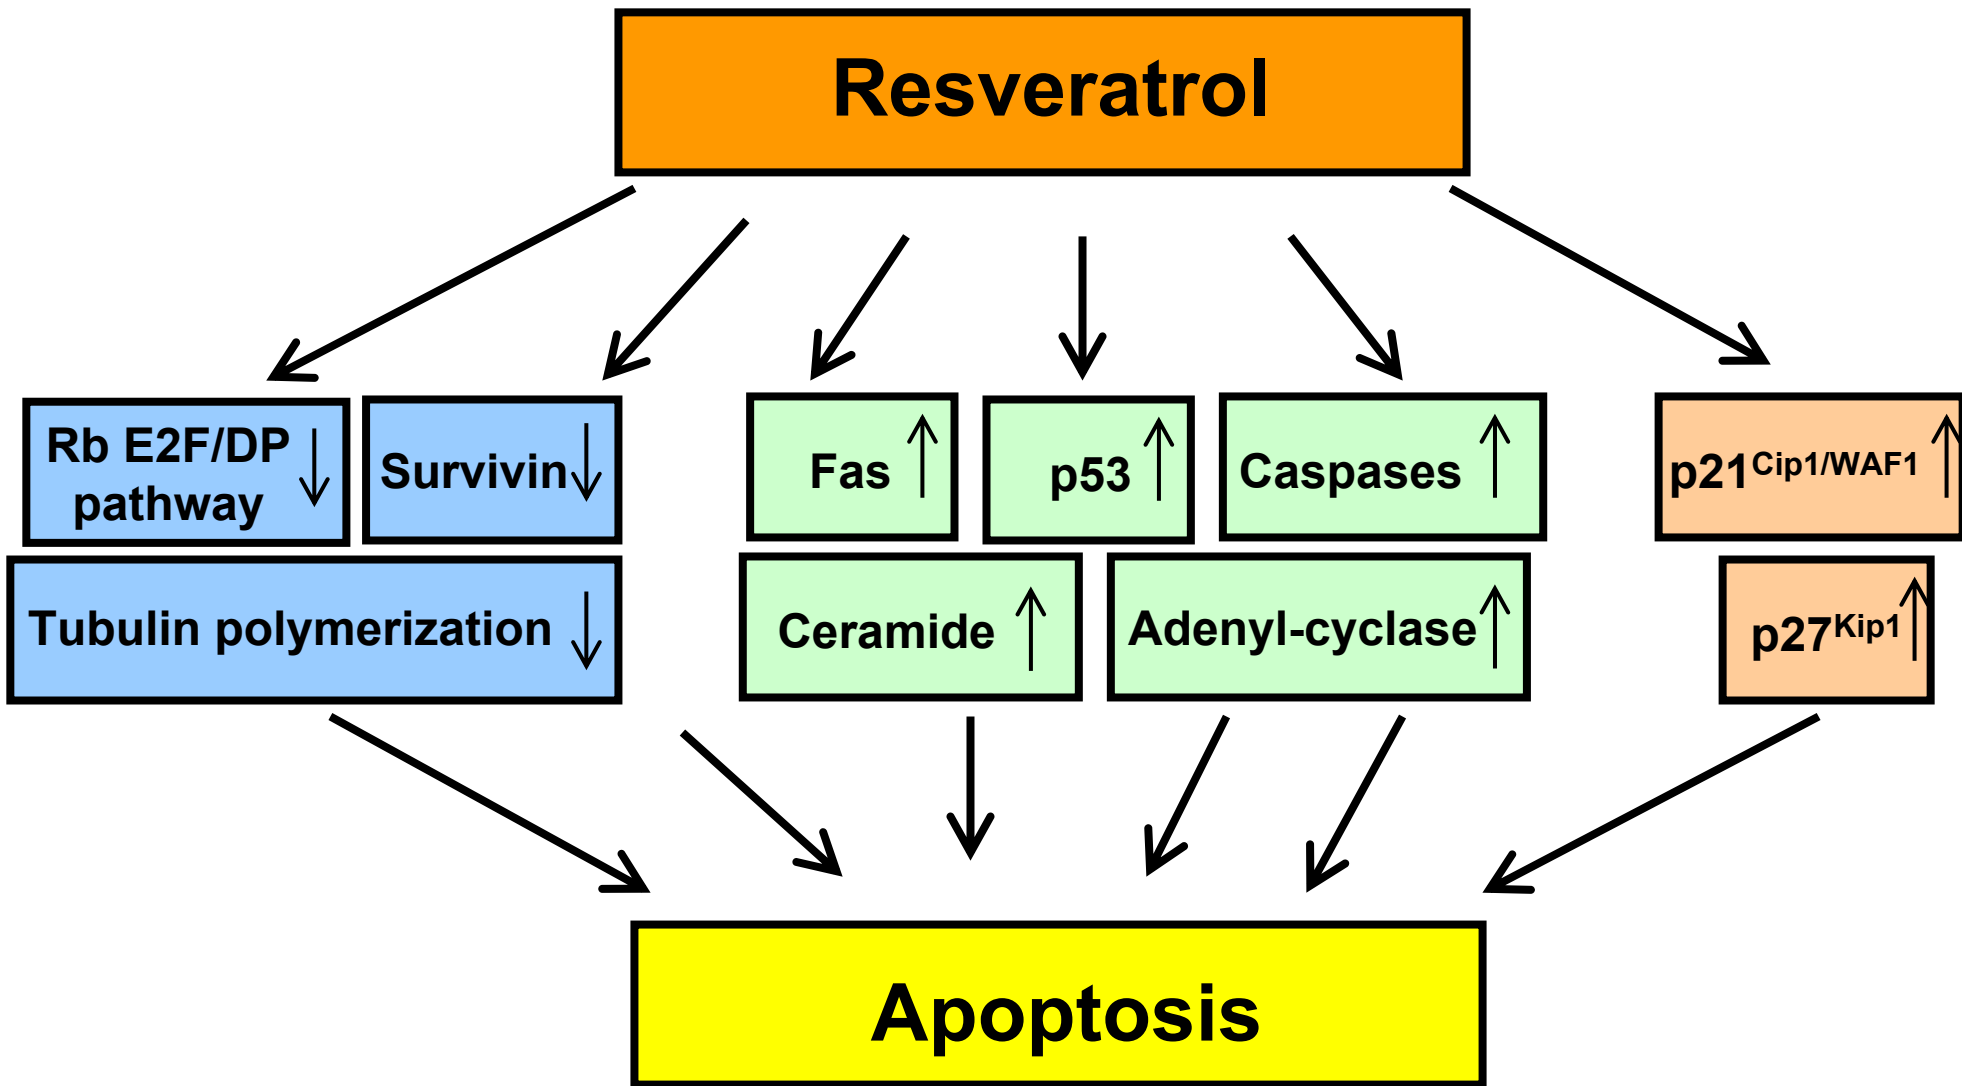 Resveratrol
Rb E2F/DP
pathway
Survivin
Fas
p53
Caspases
p21Cip1/WAF1
Tubulin polymerization
Ceramide
Adenyl-cyclase
p27Kip1
Apoptosis